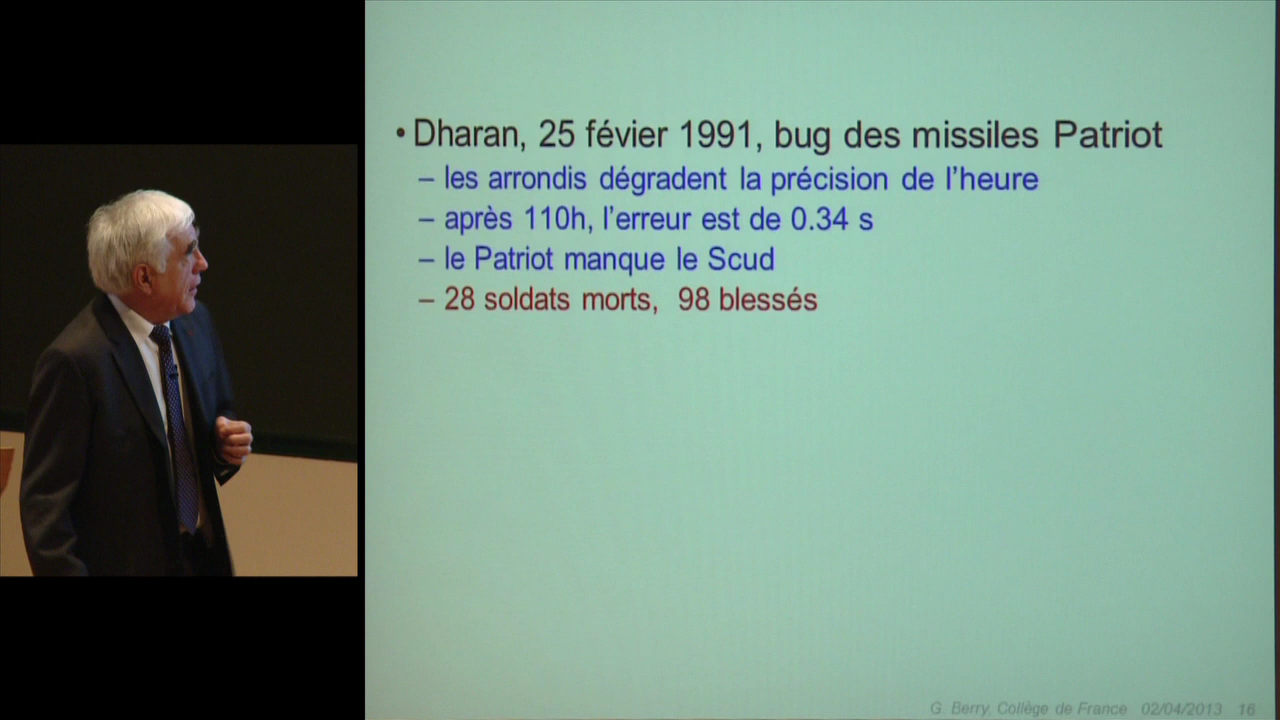 • Dharan, 25 févier 1991, bug des missiles Patriot
– les arrondis dégradent la précision de l'heure
– après 110h, l'erreur est de 0.34 s
– le Patriot manque le Scud
– 28 soldats morts, 98 blessés
G. Berry, Collège de France 02/04/2013 16